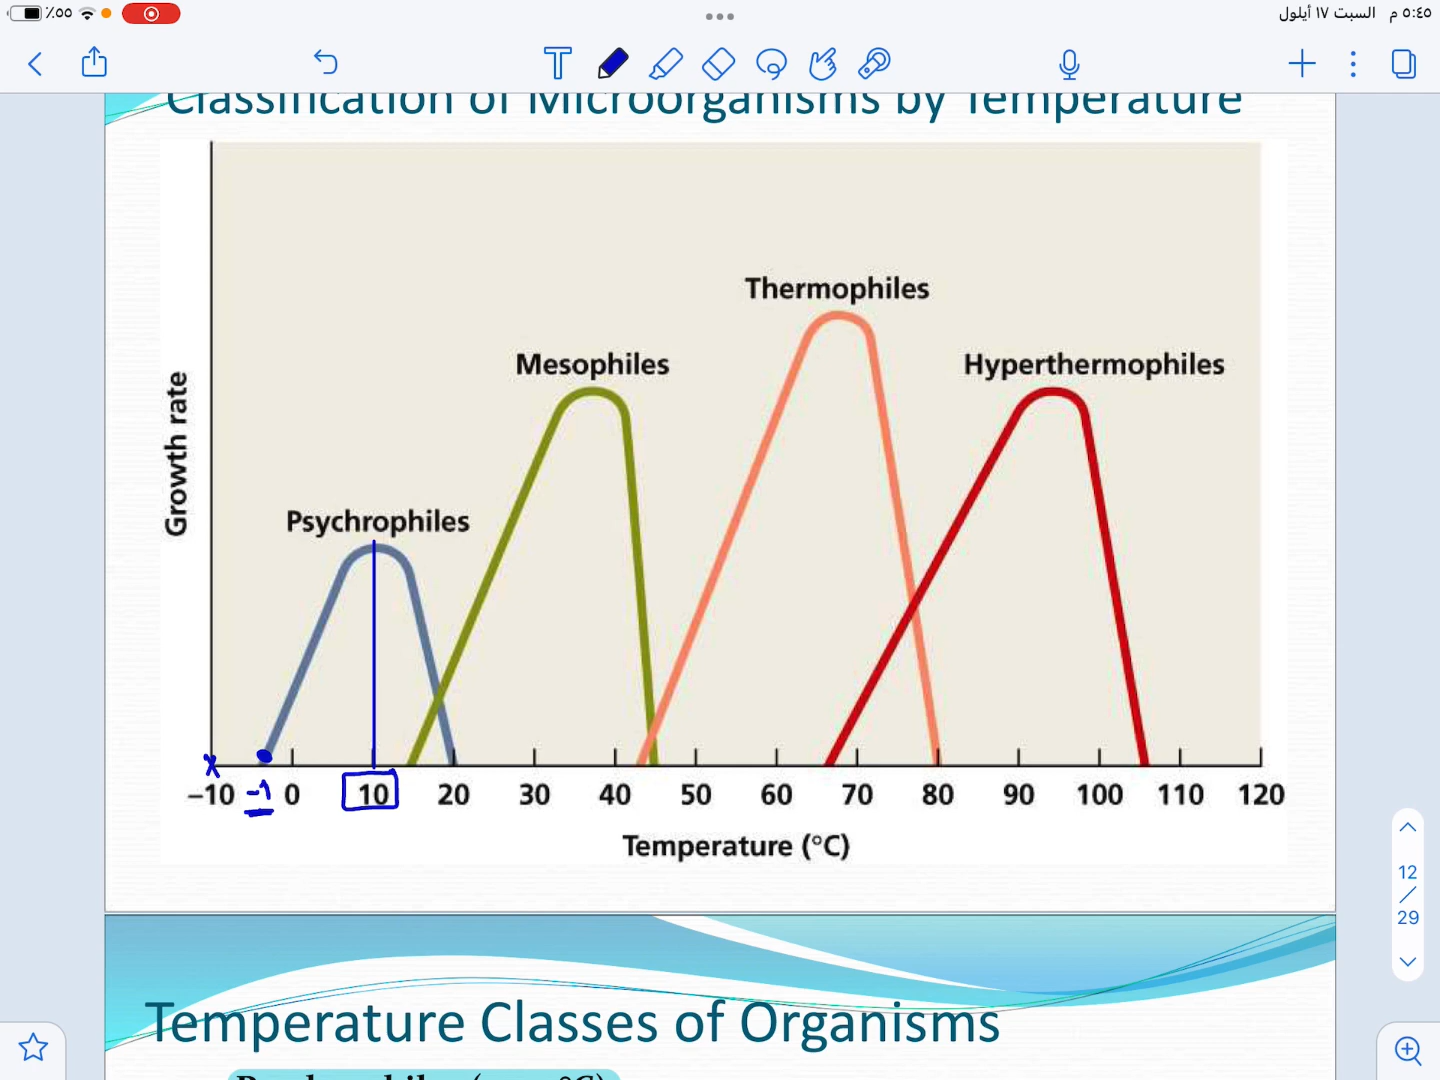 ٪٥٥
السبت ١٧ أيلول ٥:٤٥ م
T
Classification of Microorganisms by Temperature
Thermophiles
Mesophiles
Hyperthermophiles
Psychrophiles
Growth rate
x
–10 -1 0 10 20 30 40 50 60 70 80 90 100 110 120
Temperature (°C)
12
/
29
Temperature Classes of Organisms